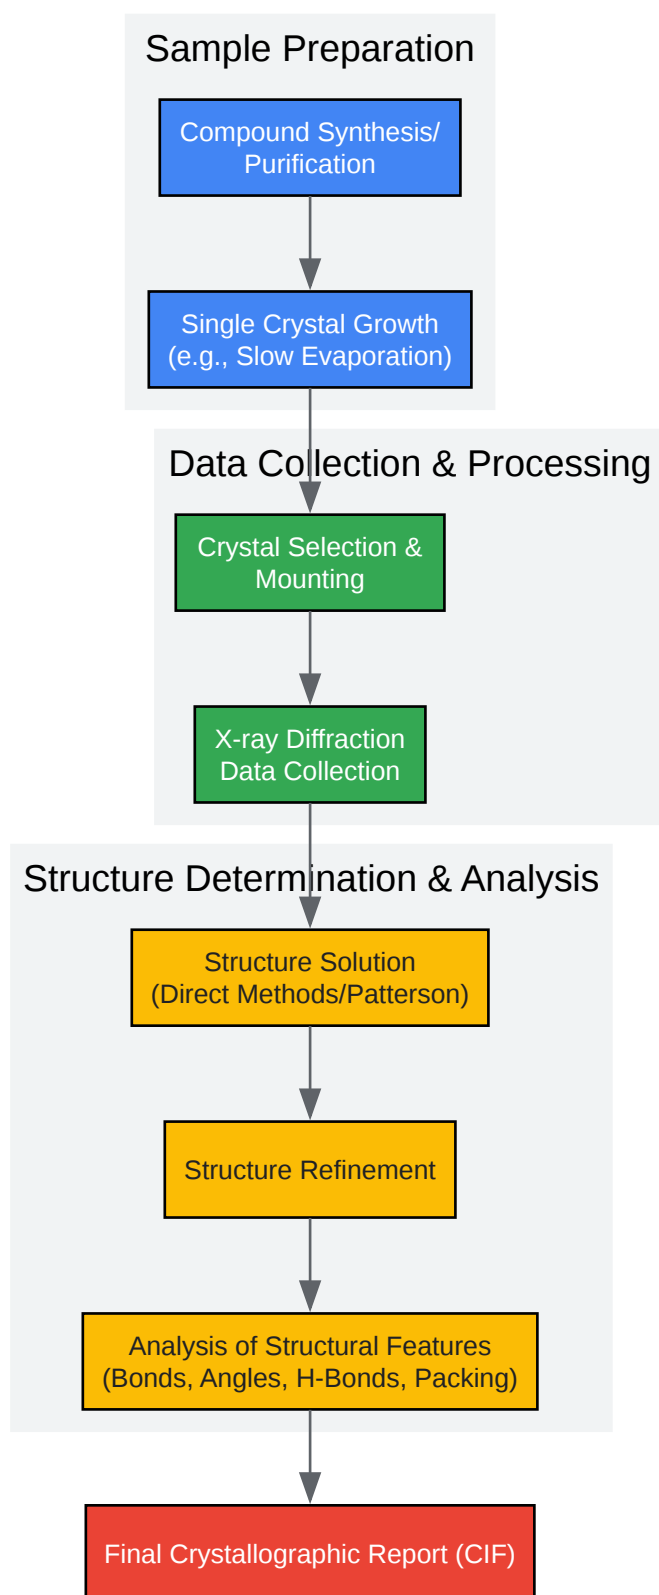 Sample Preparation
Compound Synthesis/
Purification
Single Crystal Growth
(e.g., Slow Evaporation)
Data Collection & Processing
Crystal Selection &
Mounting
X-ray Diffraction
Data Collection
Structure Determination & Analysis
Structure Solution
(Direct Methods/Patterson)
Structure Refinement
Analysis of Structural Features
(Bonds, Angles, H-Bonds, Packing)
Final Crystallographic Report (CIF)